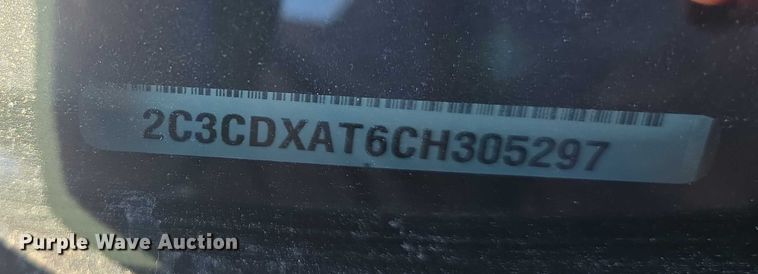 2C3CDXAT6CH305297
Purple Wave Auction